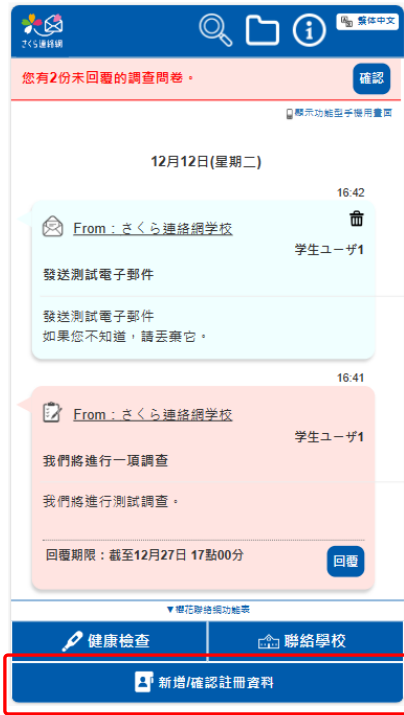 さくら連絡網
繁体中文
您有2份未回覆的調查問卷。
確認
顯示功能型手機用畫面
12月12日(星期二)
16:42
From：さくら連絡網学校
学生ユーザ1
發送測試電子郵件
發送測試電子郵件
如果您不知道，請丟棄它。
16:41
From：さくら連絡網学校
学生ユーザ1
我們將進行一項調查
我們將進行測試調查。
回覆期限：截至12月27日 17點00分
回覆
▼櫻花聯絡網功能表
健康檢查
聯絡學校
新增/確認註冊資料